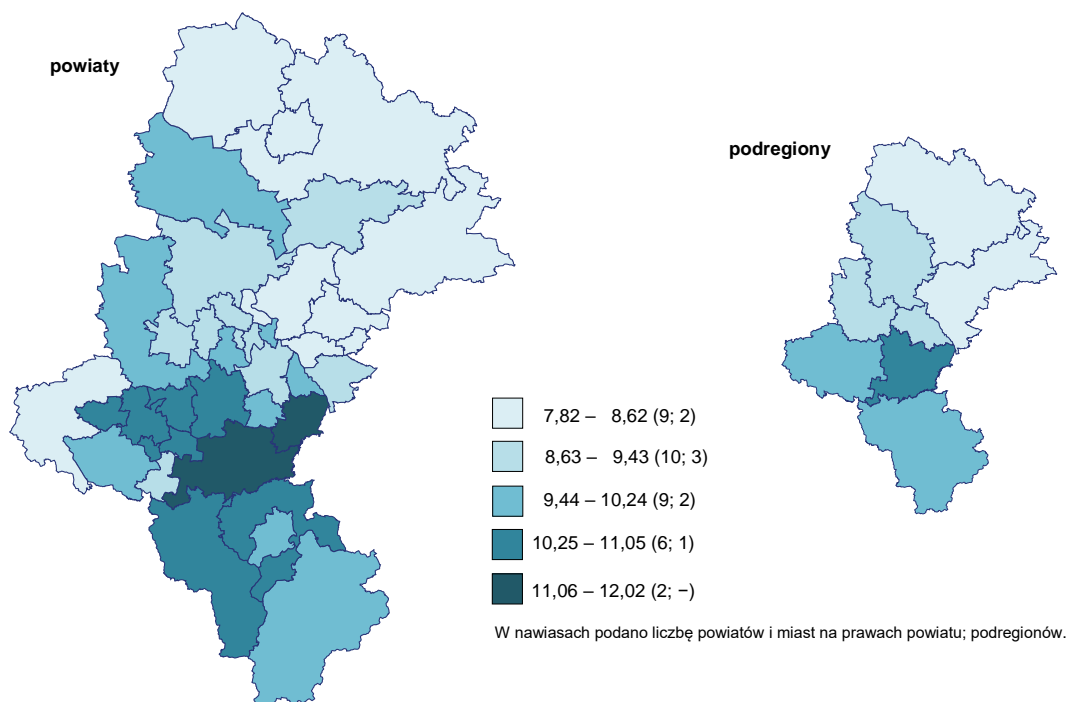 powiaty
podregiony
7,82 – 8,62 (9; 2)
8,63 – 9,43 (10; 3)
9,44 – 10,24 (9; 2)
10,25 – 11,05 (6; 1)
11,06 – 12,02 (2; –)
W nawiasach podano liczbę powiatów i miast na prawach powiatu; podregionów.